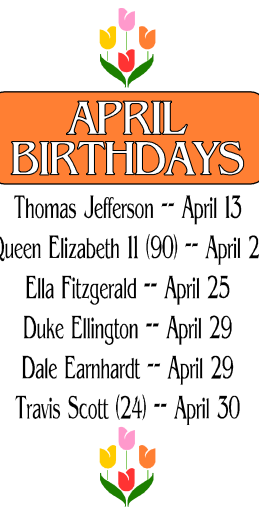 APRIL
BIRTHDAYS
Thomas Jefferson -- April 13
Queen Elizabeth 11 (90) -- April 2
Ella Fitzgerald -- April 25
Duke Ellington -- April 29
Dale Earnhardt -- April 29
Travis Scott (24) -- April 30